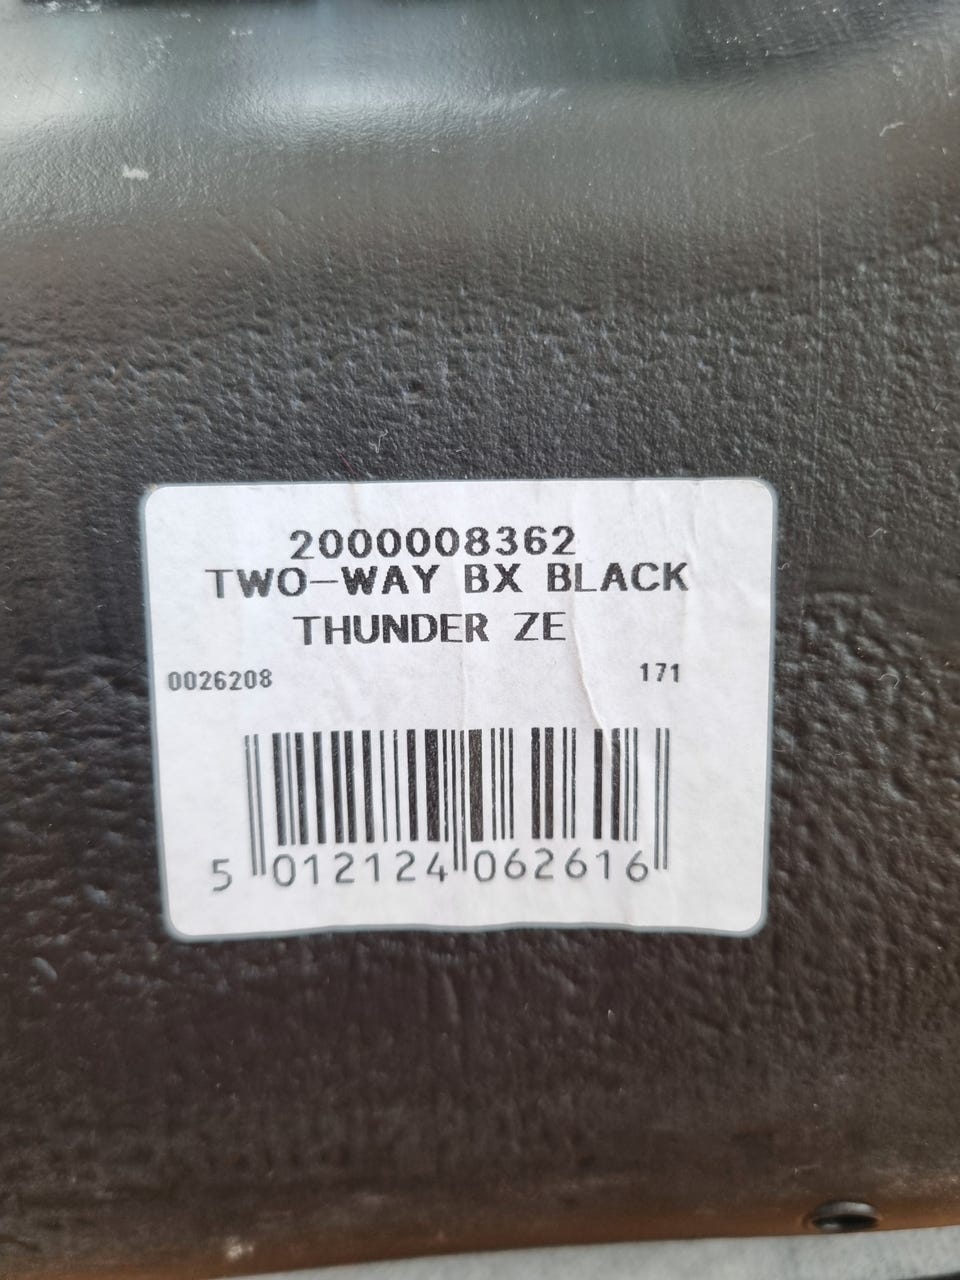 2000008362
TWO-WAY BX BLACK
THUNDER ZE
0026208 171
5 012124 062616